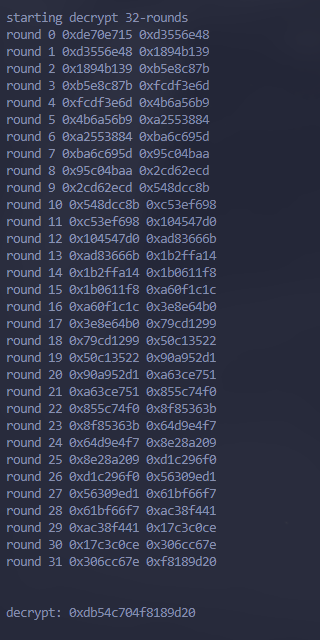 starting decrypt 32-rounds
round 0 0xde70e715 0xd3556e48
round 1 0xd3556e48 0x1894b139
round 2 0x1894b139 0xb5e8c87b
round 3 0xb5e8c87b 0xfcdf3e6d
round 4 0xfcdf3e6d 0x4b6a56b9
round 5 0x4b6a56b9 0xa2553884
round 6 0xa2553884 0xba6c695d
round 7 0xba6c695d 0x95c04baa
round 8 0x95c04baa 0x2cd62ecd
round 9 0x2cd62ecd 0x548dcc8b
round 10 0x548dcc8b 0xc53ef698
round 11 0xc53ef698 0x104547d0
round 12 0x104547d0 0xad83666b
round 13 0xad83666b 0x1b2ffa14
round 14 0x1b2ffa14 0x1b0611f8
round 15 0x1b0611f8 0xa60f1c1c
round 16 0xa60f1c1c 0x3e8e64b0
round 17 0x3e8e64b0 0x79cd1299
round 18 0x79cd1299 0x50c13522
round 19 0x50c13522 0x90a952d1
round 20 0x90a952d1 0xa63ce751
round 21 0xa63ce751 0x855c74f0
round 22 0x855c74f0 0x8f85363b
round 23 0x8f85363b 0x64d9e4f7
round 24 0x64d9e4f7 0x8e28a209
round 25 0x8e28a209 0xd1c296f0
round 26 0xd1c296f0 0x56309ed1
round 27 0x56309ed1 0x61bf66f7
round 28 0x61bf66f7 0xac38f441
round 29 0xac38f441 0x17c3c0ce
round 30 0x17c3c0ce 0x306cc67e
round 31 0x306cc67e 0xf8189d20
decrypt: 0xdb54c704f8189d20